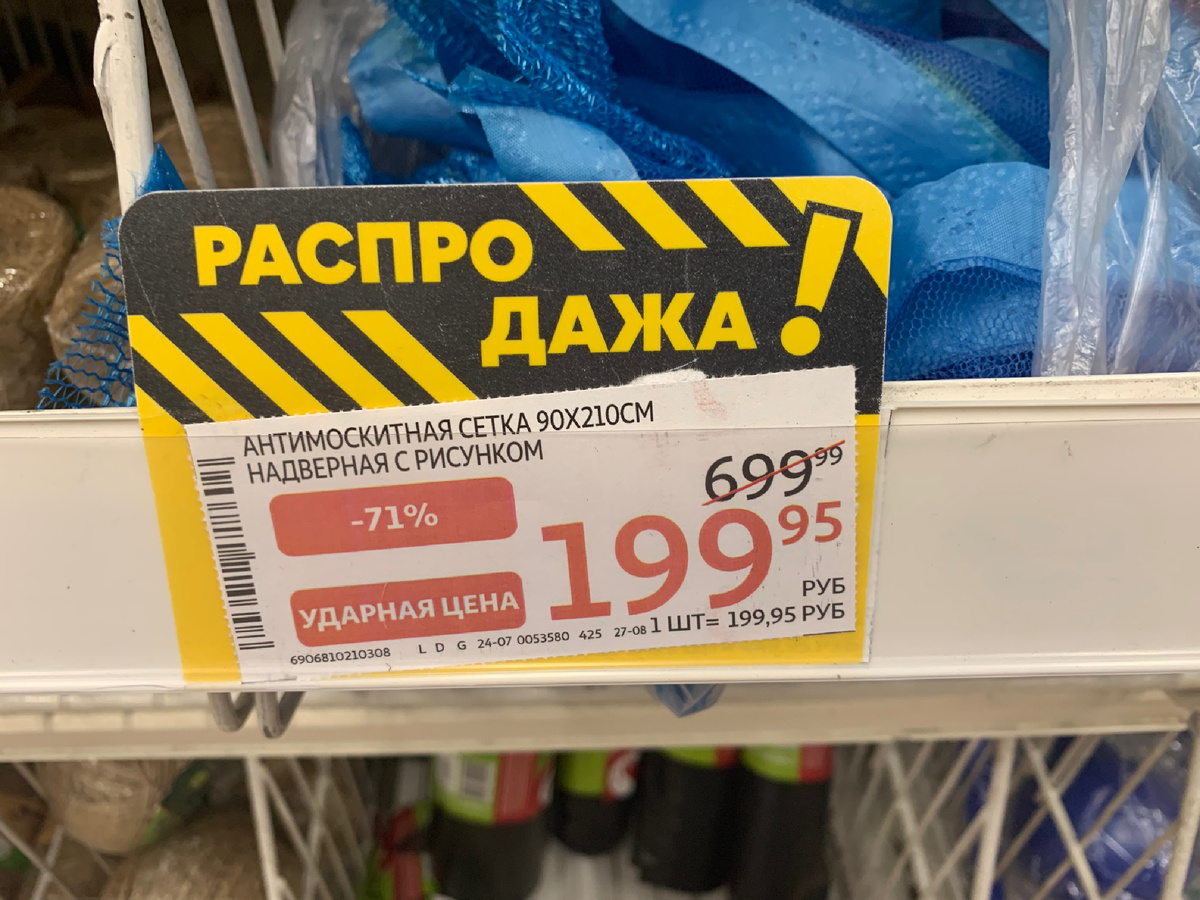 РАСПРО
ДАЖА!
АНТИМОСКИТНАЯ СЕТКА 90Х210СМ
НАДВЕРНАЯ С РИСУНКОМ
699 99
-71%
199 95
УДАРНАЯ ЦЕНА
РУБ
1 ШТ= 199,95 РУБ
6906810210308 L D G 24-07 0053580 425 27-08